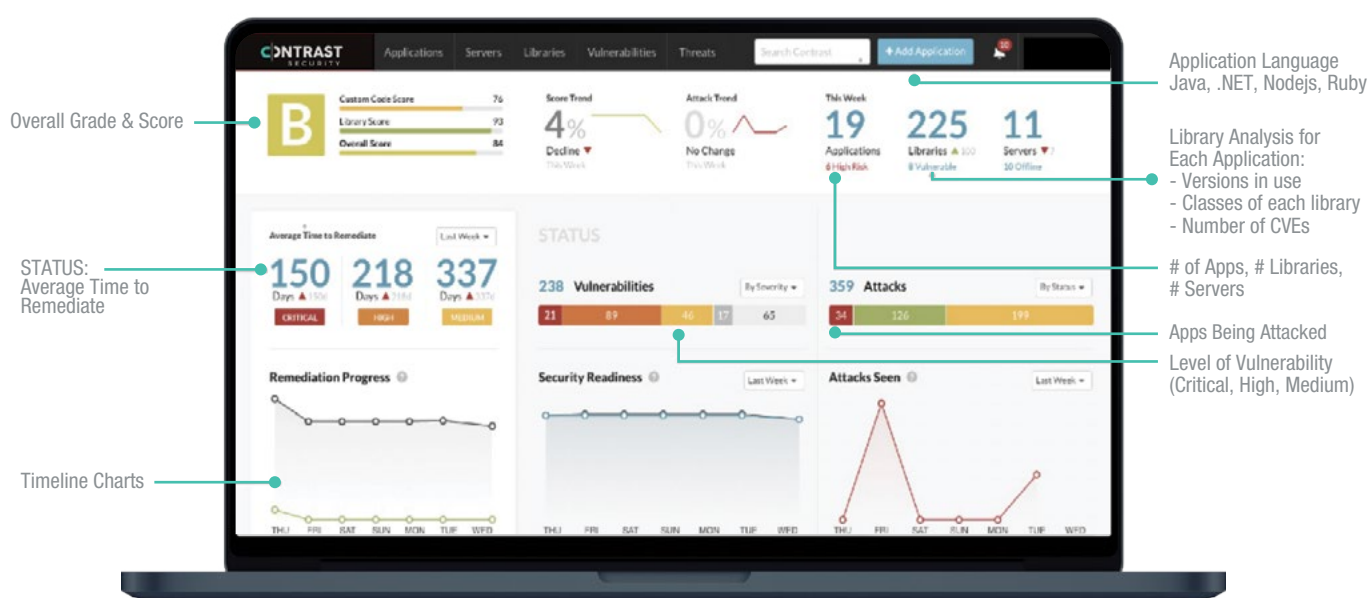 CONTRAST
SECURITY
Applications
Servers
Libraries
Vulnerabilities
Threats
Search Contrast
+ Add Application
10
Overall Grade & Score
B
Custom Code Score 76
Library Score 93
Overall Score 84
Score Trend
4%
Decline
This Week
Attack Trend
0%
No Change
This Week
This Week
19
Applications
6 High Risk
225
Libraries 100
8 Vulnerable
11
Servers 7
10 Offline
Application Language
Java, .NET, Nodejs, Ruby
Library Analysis for
Each Application:
- Versions in use
- Classes of each library
- Number of CVEs
# of Apps, # Libraries,
# Servers
Apps Being Attacked
Level of Vulnerability
(Critical, High, Medium)
STATUS:
Average Time to
Remediate
Average Time to Remediate
Last Week
150
Days
CRITICAL
218
Days
HIGH
337
Days
MEDIUM
STATUS
238 Vulnerabilities
By Severity
21 89 46 17 65
359 Attacks
By Status
34 126 199
Remediation Progress
Security Readiness
Last Week
Attacks Seen
Last Week
Timeline Charts
THU FRI SAT SUN MON TUE WED
THU FRI SAT SUN MON TUE WED
THU FRI SAT SUN MON TUE WED